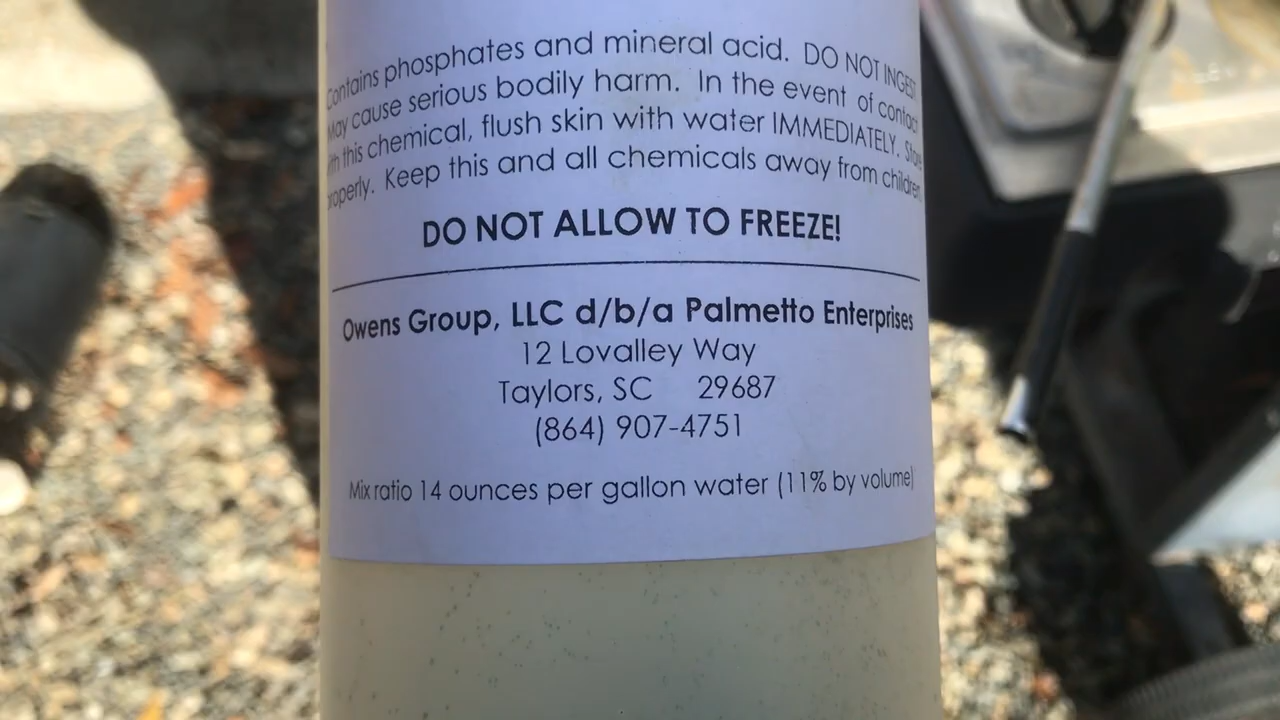 Contains phosphates and mineral acid. DO NOT INGEST
May cause serious bodily harm. In the event of contact
with this chemical, flush skin with water IMMEDIATELY. Store
properly. Keep this and all chemicals away from children
DO NOT ALLOW TO FREEZE!
Owens Group, LLC d/b/a Palmetto Enterprises
12 Lovalley Way
Taylors, SC 29687
(864) 907-4751
Mix ratio 14 ounces per gallon water (11% by volume)